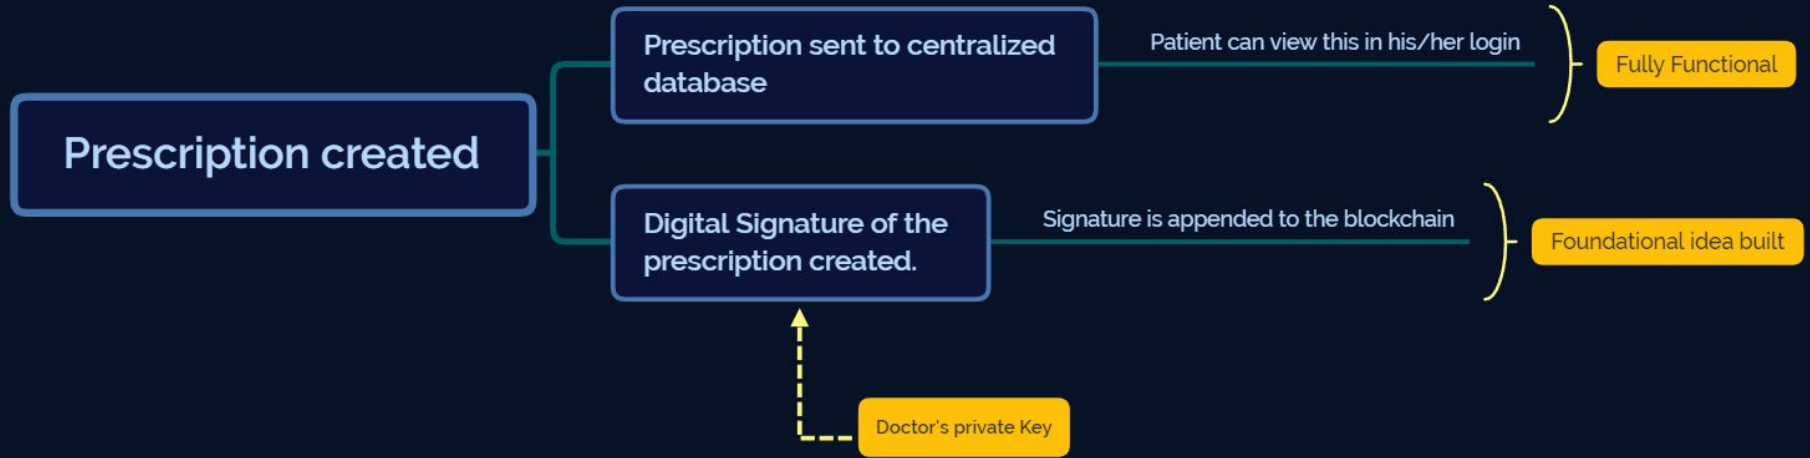 Prescription created
Prescription sent to centralized
database
Patient can view this in his/her login
Fully Functional
Digital Signature of the
prescription created.
Signature is appended to the blockchain
Foundational idea built
Doctor's private Key